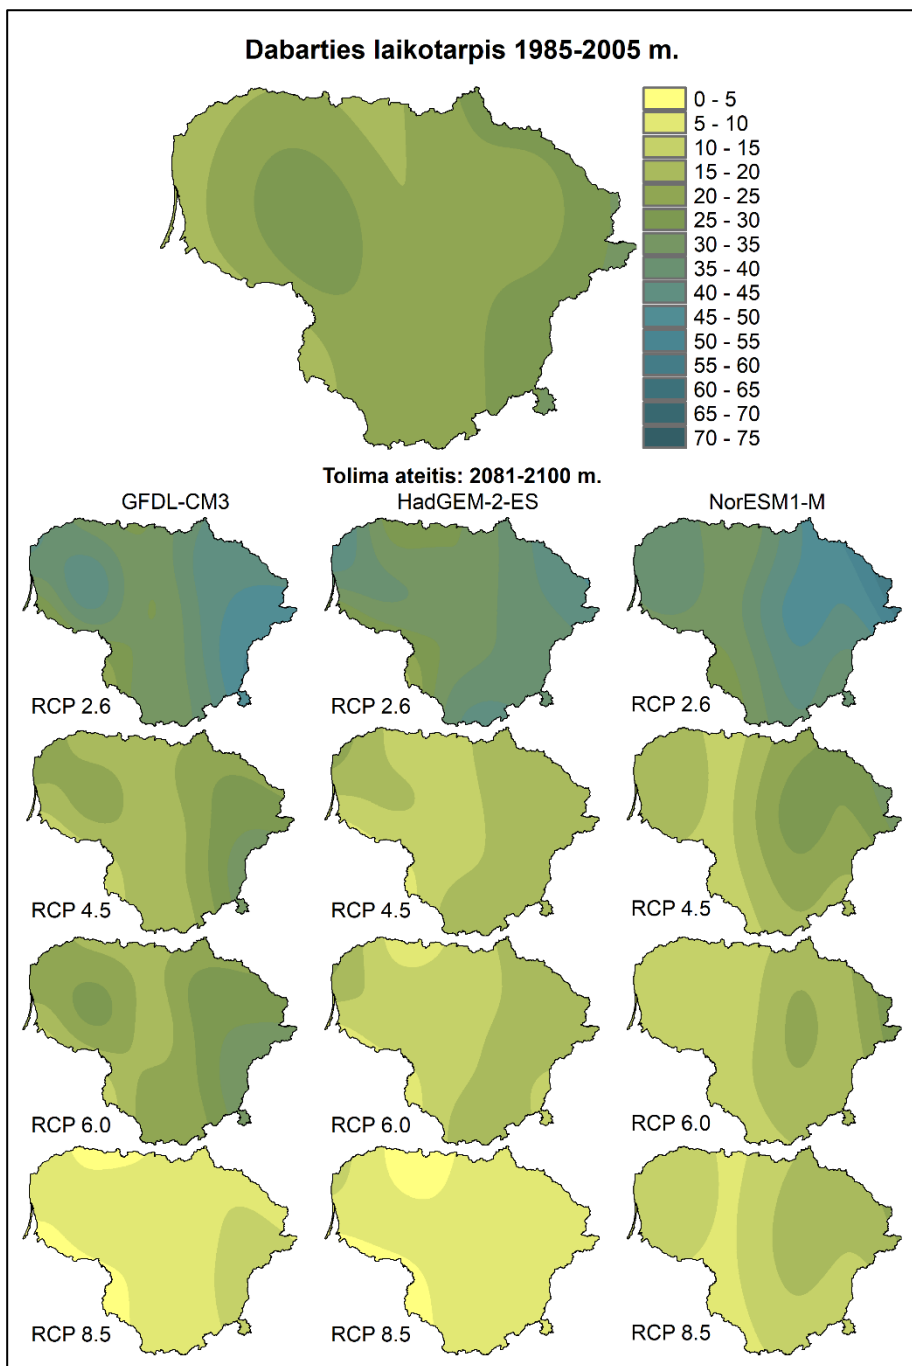 Dabarties laikotarpis 1985-2005 m.
0 - 5
5 - 10
10 - 15
15 - 20
20 - 25
25 - 30
30 - 35
35 - 40
40 - 45
45 - 50
50 - 55
55 - 60
60 - 65
65 - 70
70 - 75
Tolima ateitis: 2081-2100 m.
GFDL-CM3 HadGEM-2-ES NorESM1-M
RCP 2.6 RCP 2.6 RCP 2.6
RCP 4.5 RCP 4.5 RCP 4.5
RCP 6.0 RCP 6.0 RCP 6.0
RCP 8.5 RCP 8.5 RCP 8.5